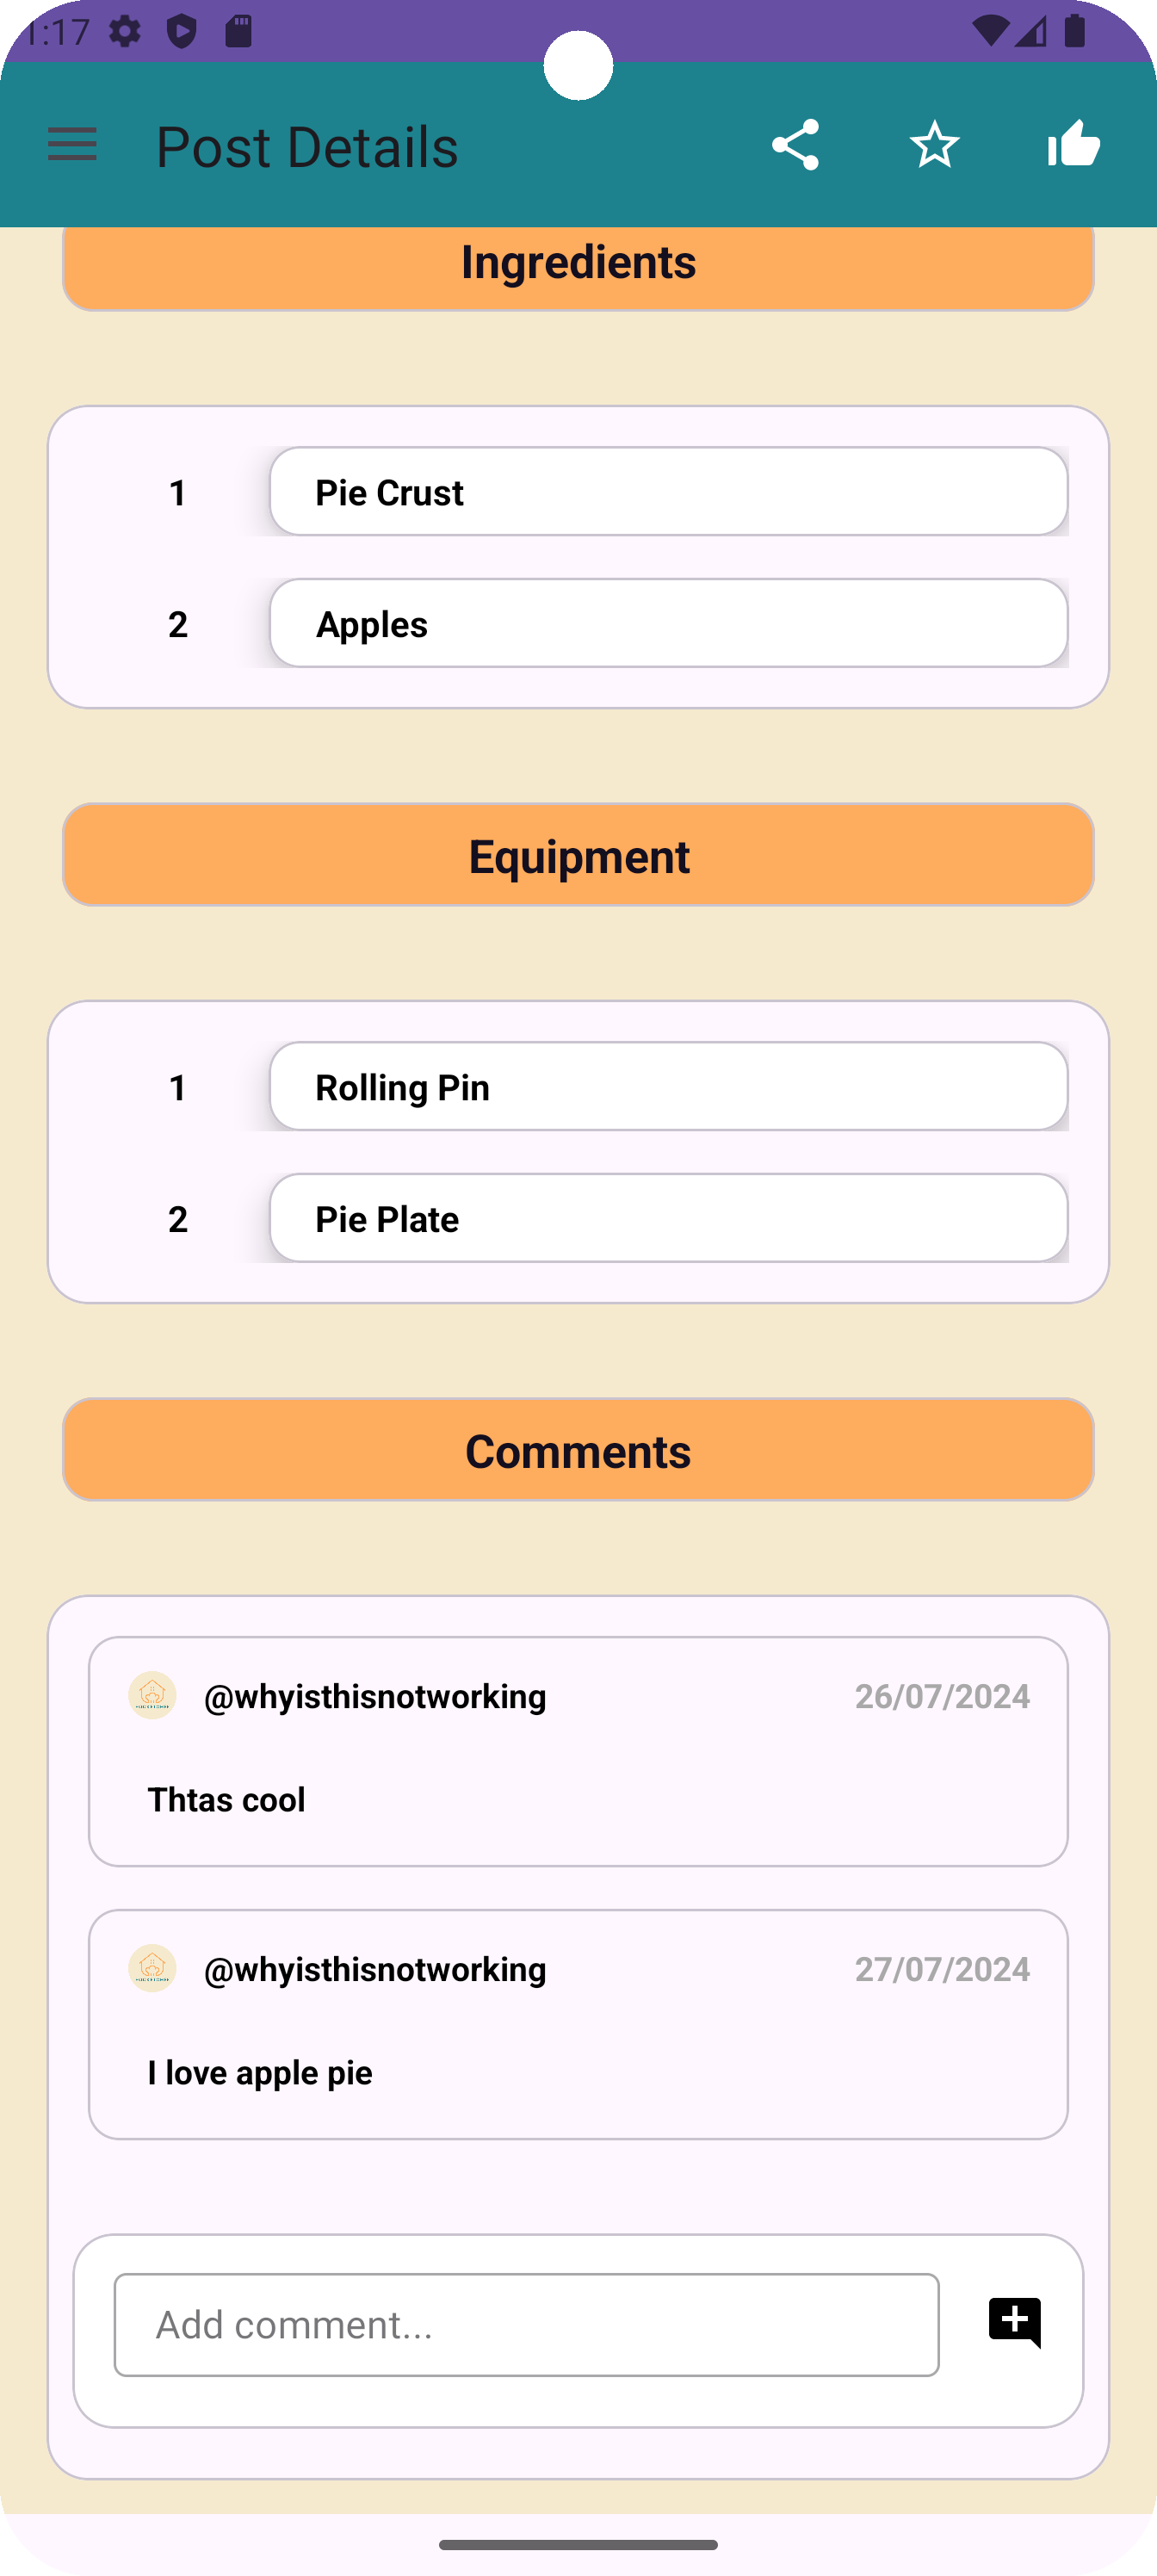 1:17
Post Details
Ingredients
1 Pie Crust
2 Apples
Equipment
1 Rolling Pin
2 Pie Plate
Comments
@whyisthisnotworking 26/07/2024
Thtas cool
@whyisthisnotworking 27/07/2024
I love apple pie
Add comment...